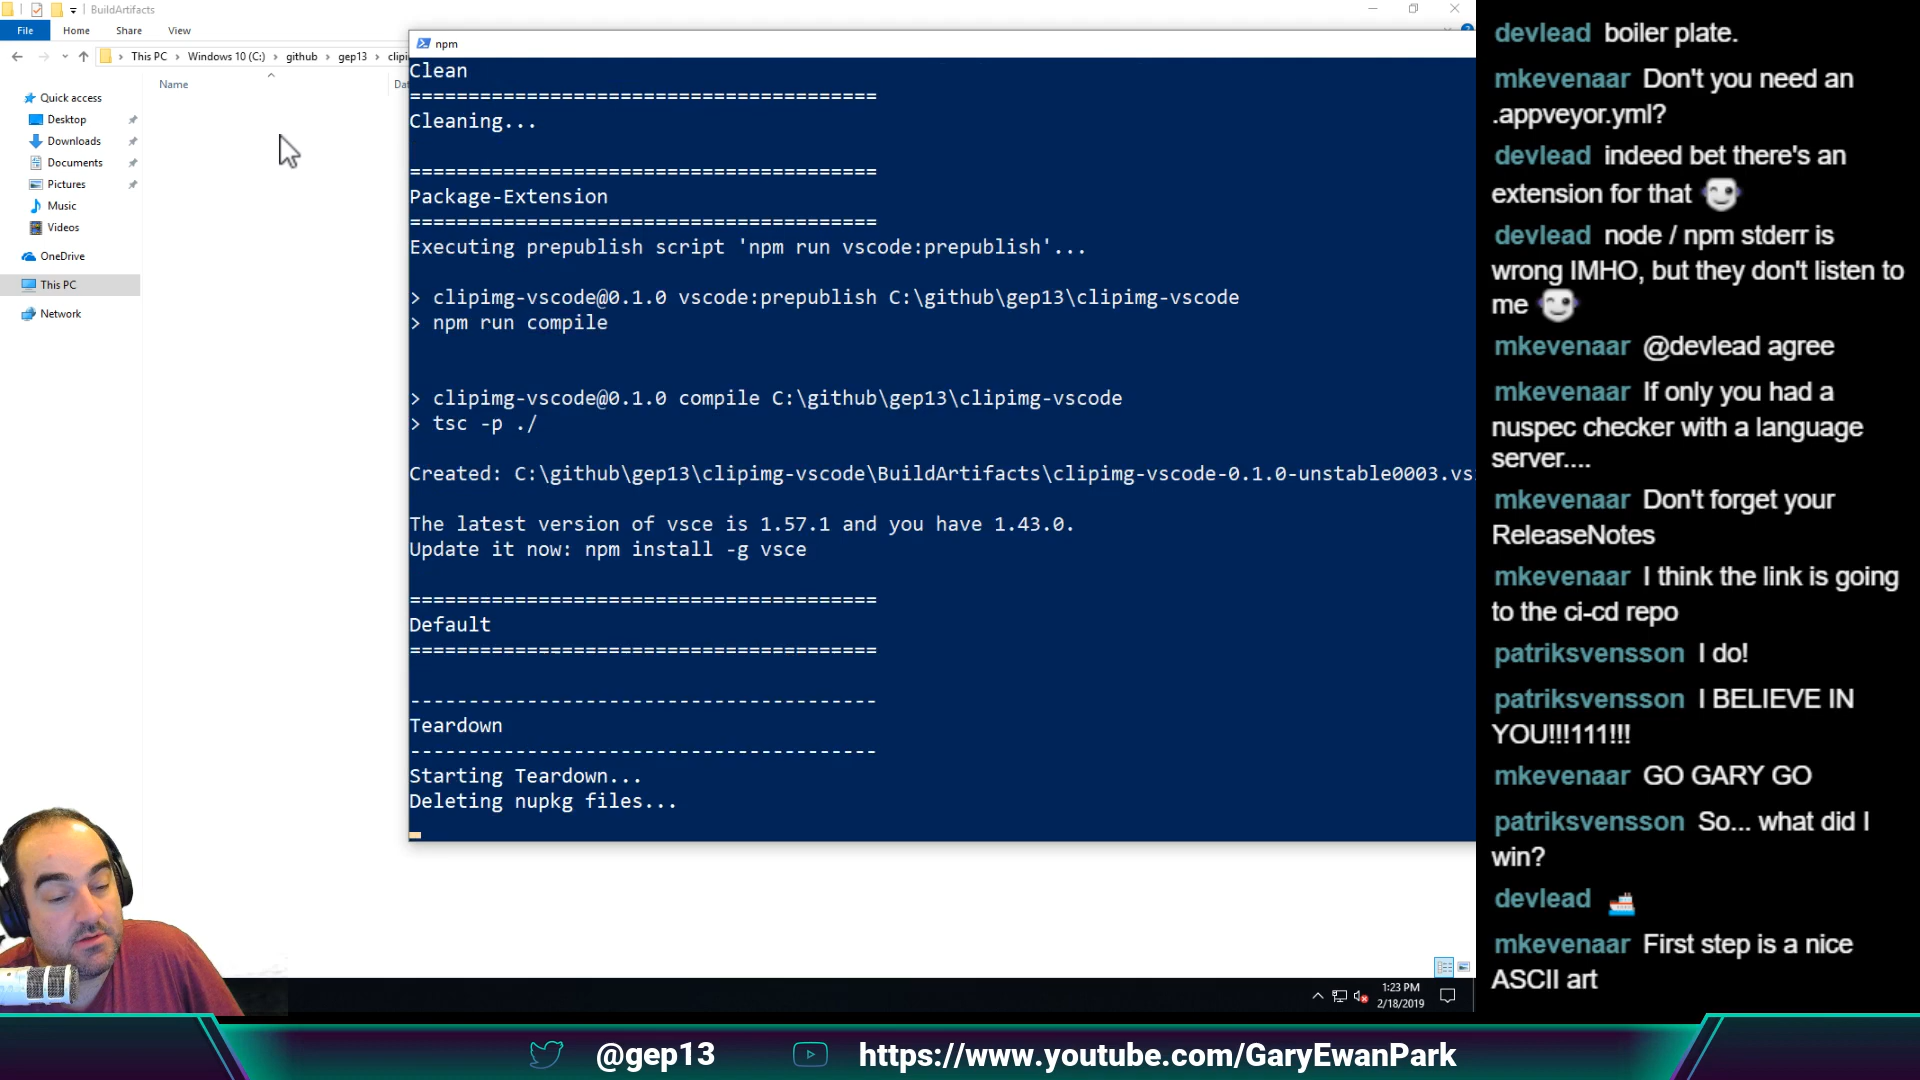 BuildArtifacts
File Home Share View
This PC > Windows 10 (C:) > github > gep13 >
Name
Quick access
Desktop
Downloads
Documents
Pictures
Music
Videos
OneDrive
This PC
Network
npm
Clean
========================================
Cleaning...
========================================
Package-Extension
========================================
Executing prepublish script 'npm run vscode:prepublish'...
> clipimg-vscode@0.1.0 vscode:prepublish C:\github\gep13\clipimg-vscode
> npm run compile
> clipimg-vscode@0.1.0 compile C:\github\gep13\clipimg-vscode
> tsc -p ./
Created: C:\github\gep13\clipimg-vscode\BuildArtifacts\clipimg-vscode-0.1.0-unstable0003.vs
The latest version of vsce is 1.57.1 and you have 1.43.0.
Update it now: npm install -g vsce
========================================
Default
========================================
----------------------------------------
Teardown
----------------------------------------
Starting Teardown...
Deleting nupkg files...
1:23 PM
2/18/2019
devlead boiler plate.
mkevenaar Don't you need an
.appveyor.yml?
devlead indeed bet there's an
extension for that
devlead node / npm stderr is
wrong IMHO, but they don't listen to
me
mkevenaar @devlead agree
mkevenaar If only you had a
nuspec checker with a language
server....
mkevenaar Don't forget your
ReleaseNotes
mkevenaar I think the link is going
to the ci-cd repo
patriksvensson I do!
patriksvensson I BELIEVE IN
YOU!!!111!!!
mkevenaar GO GARY GO
patriksvensson So... what did I
win?
devlead
mkevenaar First step is a nice
ASCII art
@gep13 https://www.youtube.com/GaryEwanPark